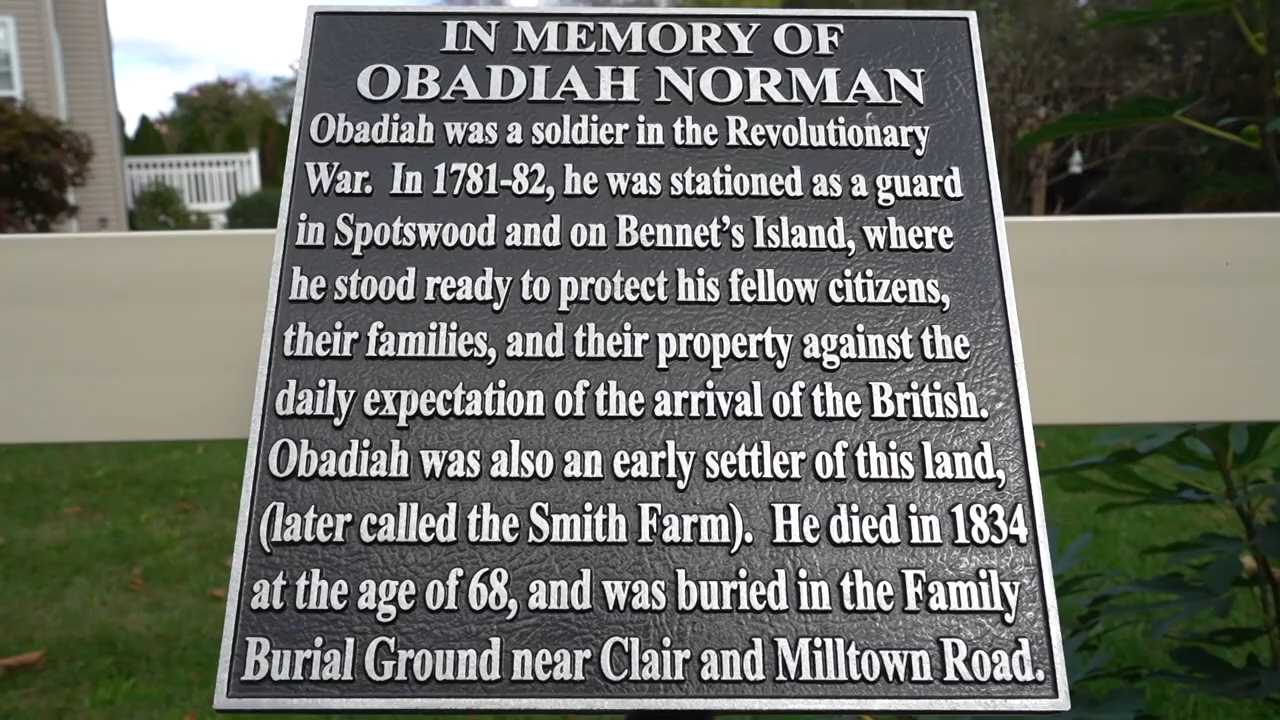 IN MEMORY OF
OBADIAH NORMAN
Obadiah was a soldier in the Revolutionary
War. In 1781-82, he was stationed as a guard
in Spotswood and on Bennet's Island, where
he stood ready to protect his fellow citizens,
their families, and their property against the
daily expectation of the arrival of the British.
Obadiah was also an early settler of this land,
(later called the Smith Farm). He died in 1834
at the age of 68, and was buried in the Family
Burial Ground near Clair and Milltown Road.